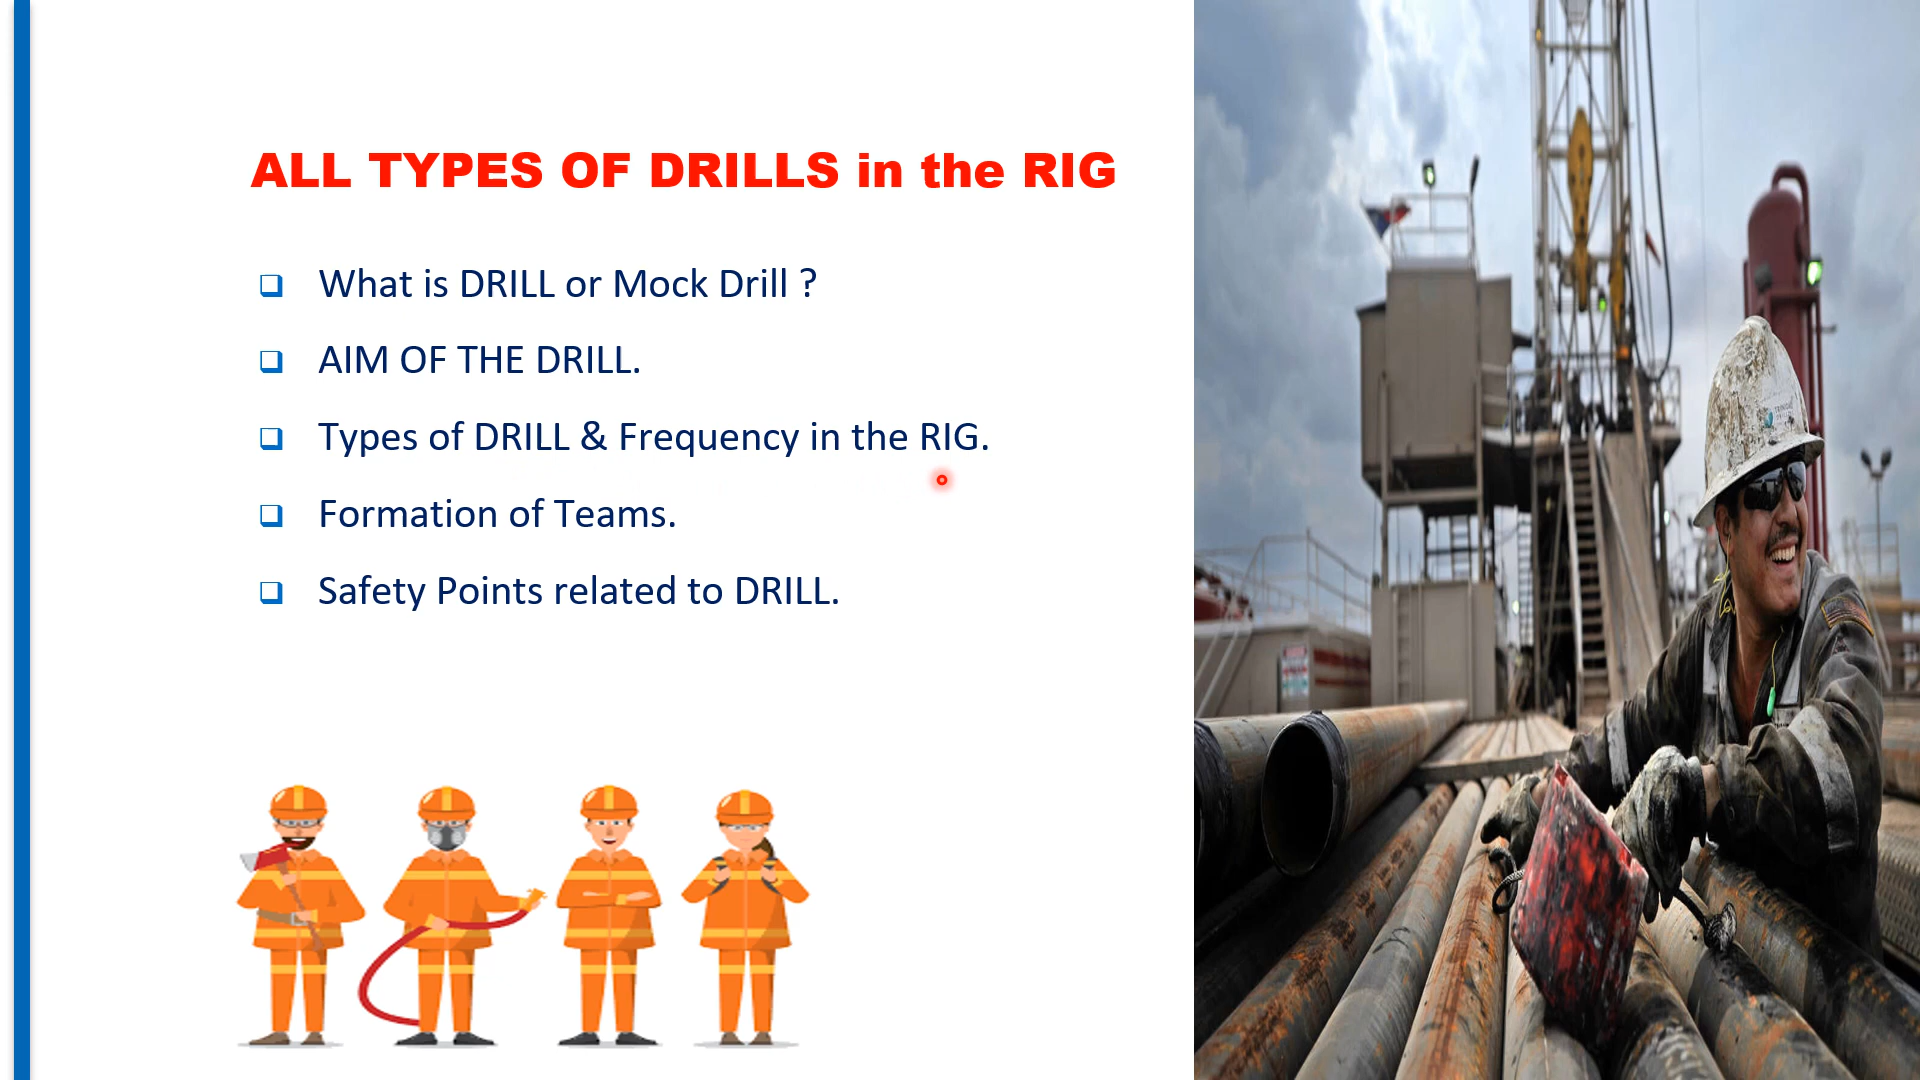 ALL TYPES OF DRILLS in the RIG
What is DRILL or Mock Drill ?
AIM OF THE DRILL.
Types of DRILL & Frequency in the RIG.
Formation of Teams.
Safety Points related to DRILL.